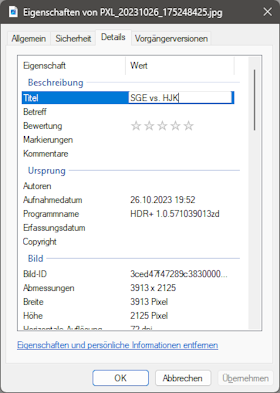 Eigenschaften von PXL_20231026_175248425.jpg
Allgemein Sicherheit Details Vorgängerversionen
Eigenschaft Wert
Beschreibung
Titel SGE vs. HJK
Betreff
Bewertung
Markierungen
Kommentare
Ursprung
Autoren
Aufnahmedatum 26.10.2023 19:52
Programmname HDR+ 1.0.571039013zd
Erfassungsdatum
Copyright
Bild
Bild-ID 3ced47f47289c3830000...
Abmessungen 3913 x 2125
Breite 3913 Pixel
Höhe 2125 Pixel
Horizontale Auflösung 72 dpi
Eigenschaften und persönliche Informationen entfernen
OK Abbrechen Übernehmen